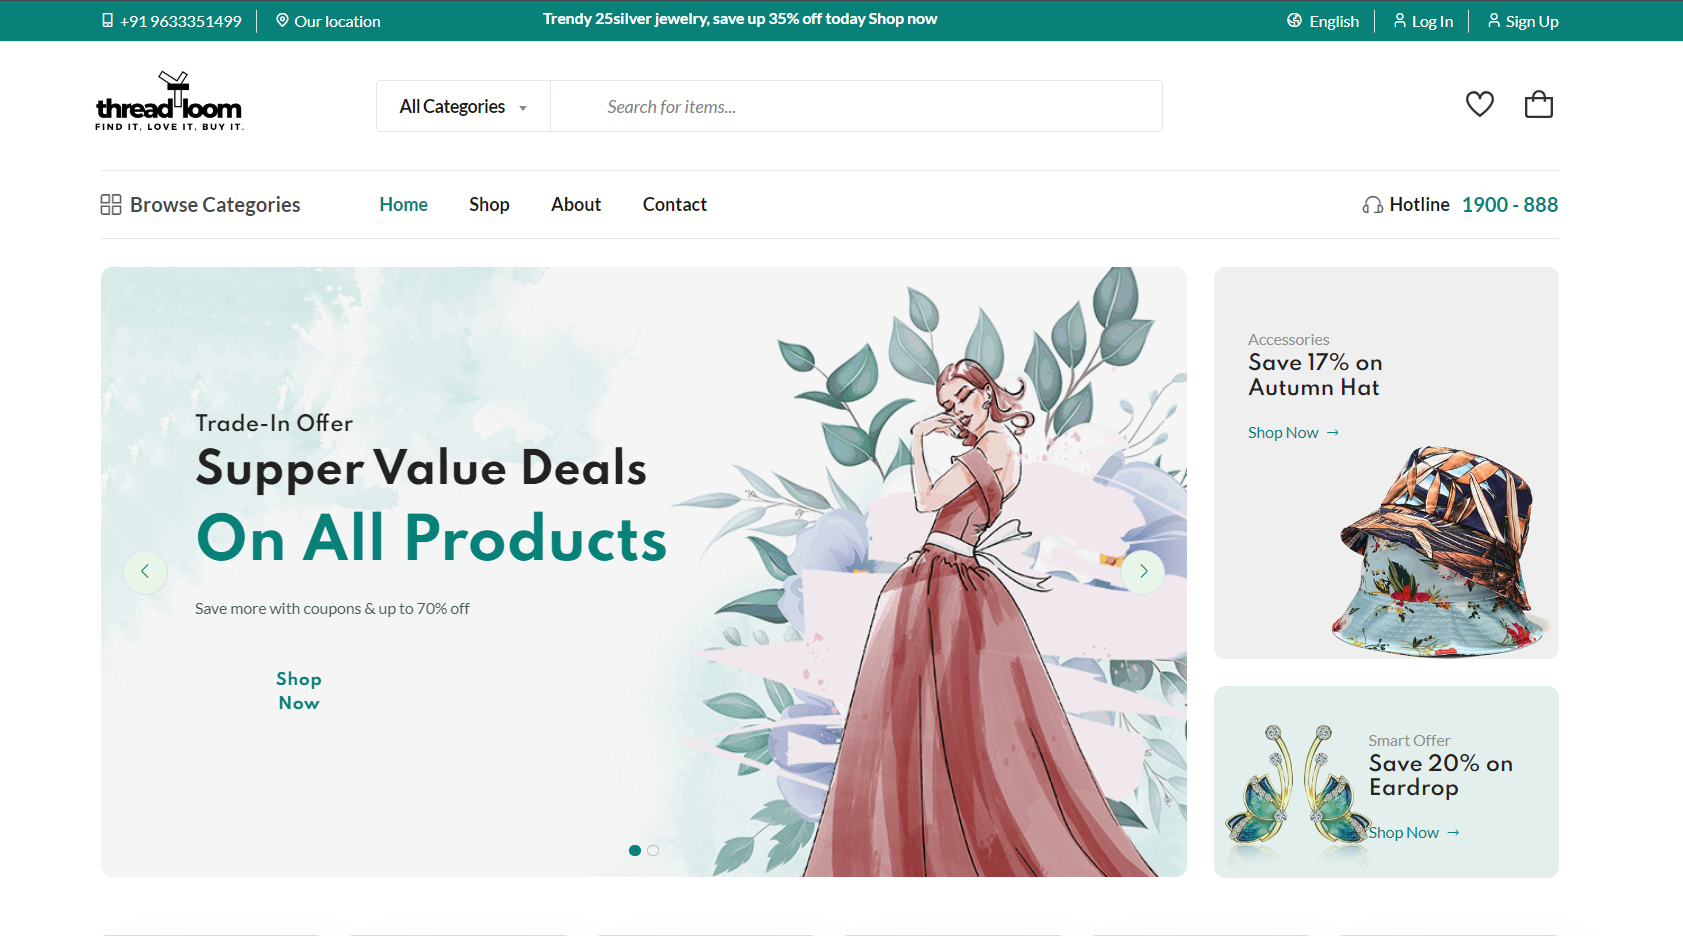 +91 9633351499
Our location
Trendy 25silver jewelry, save up 35% off today Shop now
English
Log In
Sign Up
thread loom
FIND IT, LOVE IT, BUY IT.
All Categories
Search for items...
Browse Categories
Home
Shop
About
Contact
Hotline 1900 - 888
Trade-In Offer
Supper Value Deals
On All Products
Save more with coupons & up to 70% off
Shop
Now
Accessories
Save 17% on
Autumn Hat
Shop Now →
Smart Offer
Save 20% on
Eardrop
Shop Now →